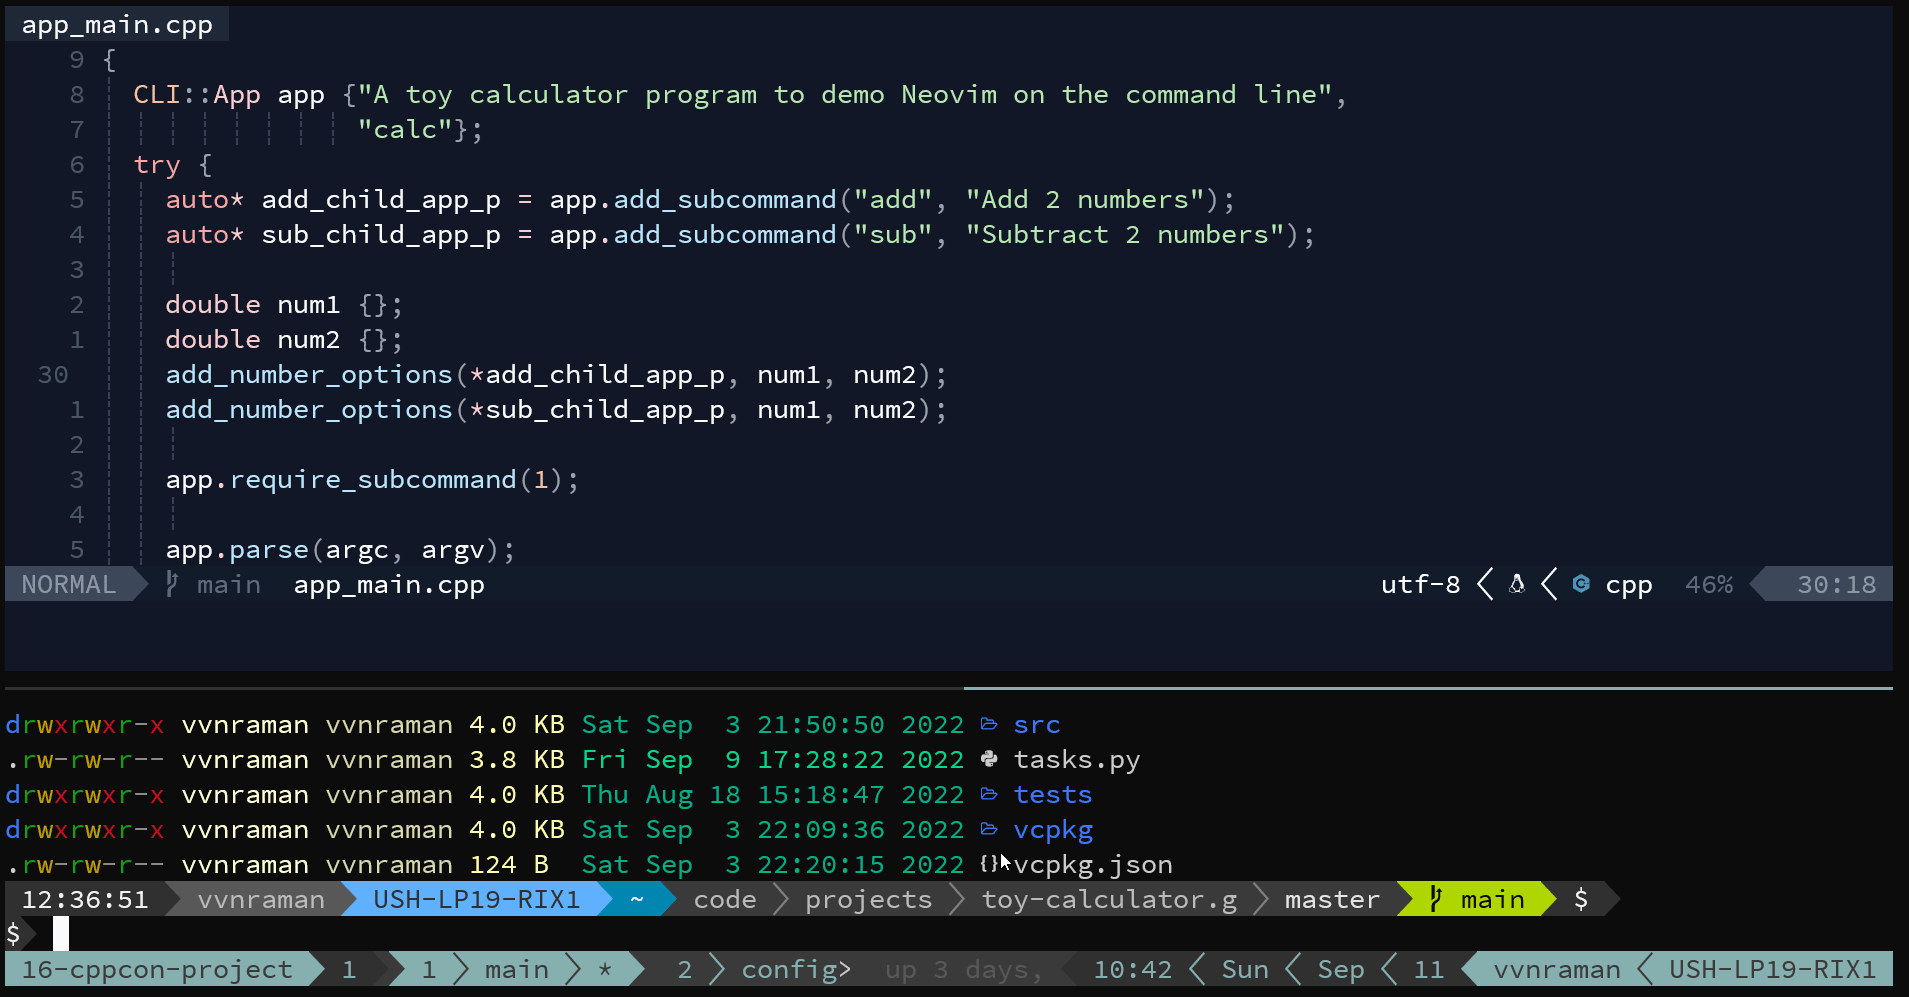 app_main.cpp
9 {
8 CLI::App app {"A toy calculator program to demo Neovim on the command line",
7 "calc"};
6 try {
5 auto* add_child_app_p = app.add_subcommand("add", "Add 2 numbers");
4 auto* sub_child_app_p = app.add_subcommand("sub", "Subtract 2 numbers");
3
2 double num1 {};
1 double num2 {};
30 add_number_options(*add_child_app_p, num1, num2);
1 add_number_options(*sub_child_app_p, num1, num2);
2
3 app.require_subcommand(1);
4
5 app.parse(argc, argv);
NORMAL main app_main.cpp utf-8 cpp 46% 30:18
drwxrwxr-x vvnraman vvnraman 4.0 KB Sat Sep 3 21:50:50 2022 src
.rw-rw-r-- vvnraman vvnraman 3.8 KB Fri Sep 9 17:28:22 2022 tasks.py
drwxrwxr-x vvnraman vvnraman 4.0 KB Thu Aug 18 15:18:47 2022 tests
drwxrwxr-x vvnraman vvnraman 4.0 KB Sat Sep 3 22:09:36 2022 vcpkg
.rw-rw-r-- vvnraman vvnraman 124 B Sat Sep 3 22:20:15 2022 {} vcpkg.json
12:36:51 vvnraman USH-LP19-RIX1 ~ code projects toy-calculator.g master main $
$
16-cppcon-project 1 1 main * 2 config> up 3 days, 10:42 Sun Sep 11 vvnraman USH-LP19-RIX1